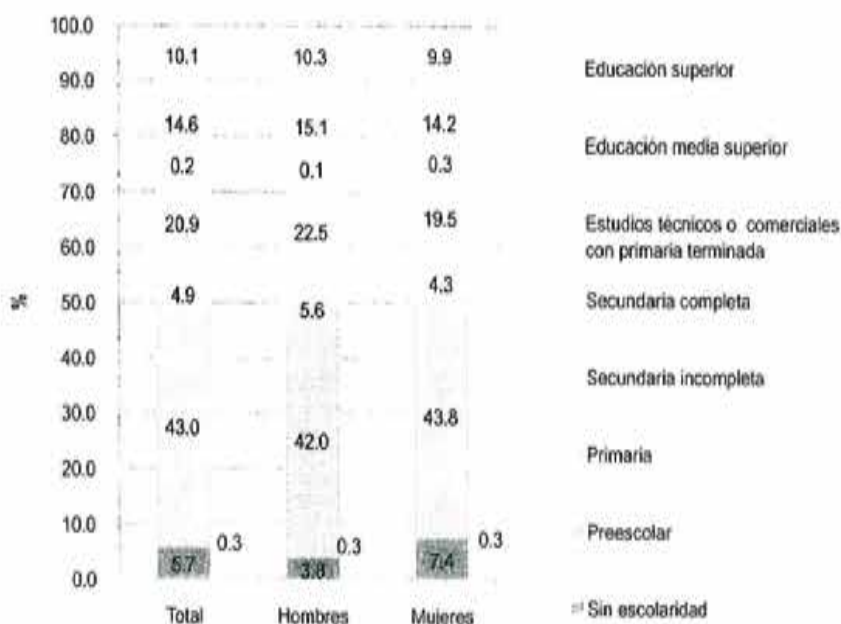 100.0
10.1 10.3 9.9 Educación superior
90.0
14.6 15.1 14.2 Educación media superior
80.0
0.2 0.1 0.3
70.0
20.9 22.5 19.5 Estudios técnicos o comerciales
60.0 con primaria terminada
4.9 5.6 4.3 Secundaria completa
% 50.0
40.0 Secundaria incompleta
43.0 42.0 43.8
30.0
Primaria
20.0
10.0
0.3 0.3 0.3 Preescolar
5.7 3.8 7.4
0.0
Total Hombres Mujeres Sin escolaridad